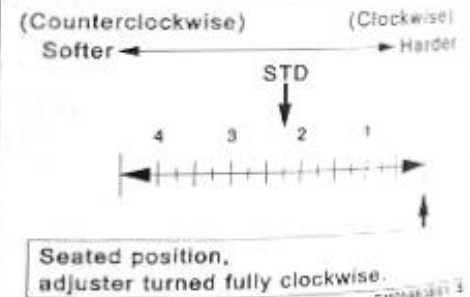 (Counterclockwise) (Clockwise)
Softer Harder
STD
4 3 2 1
Seated position,
adjuster turned fully clockwise.